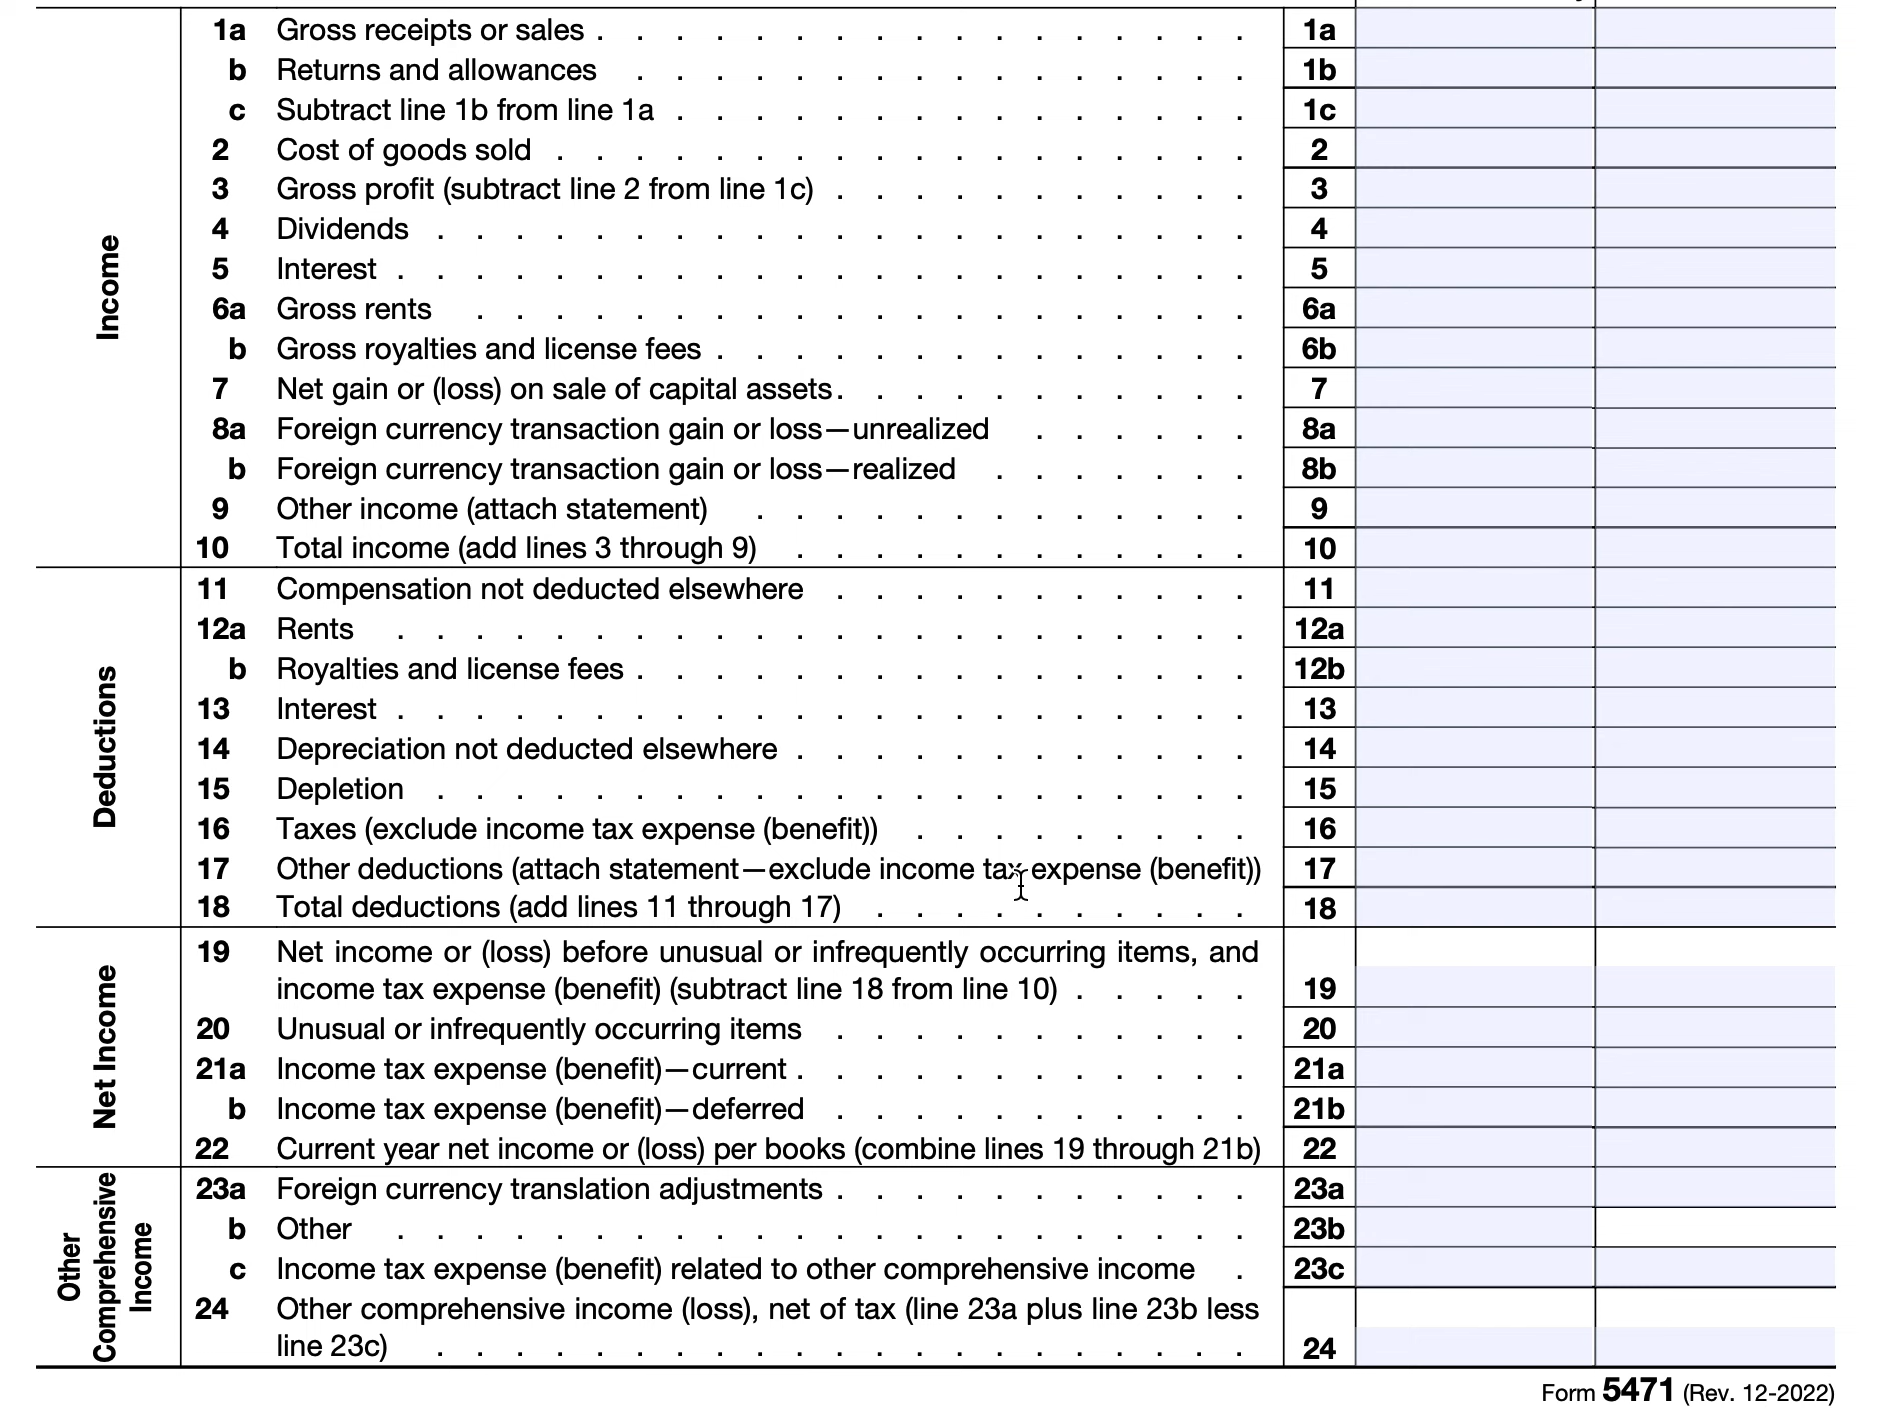 Income
1a Gross receipts or sales . . . . . . . . . . . . . . . . . 1a
b Returns and allowances . . . . . . . . . . . . . . . . 1b
c Subtract line 1b from line 1a . . . . . . . . . . . . . . . 1c
2 Cost of goods sold . . . . . . . . . . . . . . . . . . 2
3 Gross profit (subtract line 2 from line 1c) . . . . . . . . . . . 3
4 Dividends . . . . . . . . . . . . . . . . . . . . . 4
5 Interest . . . . . . . . . . . . . . . . . . . . . . 5
6a Gross rents . . . . . . . . . . . . . . . . . . . . 6a
b Gross royalties and license fees . . . . . . . . . . . . . . 6b
7 Net gain or (loss) on sale of capital assets . . . . . . . . . . . 7
8a Foreign currency transaction gain or loss—unrealized . . . . . . 8a
b Foreign currency transaction gain or loss—realized . . . . . . . 8b
9 Other income (attach statement) . . . . . . . . . . . . . 9
10 Total income (add lines 3 through 9) . . . . . . . . . . . . 10
Deductions
11 Compensation not deducted elsewhere . . . . . . . . . . . 11
12a Rents . . . . . . . . . . . . . . . . . . . . . . 12a
b Royalties and license fees . . . . . . . . . . . . . . . . 12b
13 Interest . . . . . . . . . . . . . . . . . . . . . . 13
14 Depreciation not deducted elsewhere . . . . . . . . . . . . 14
15 Depletion . . . . . . . . . . . . . . . . . . . . . 15
16 Taxes (exclude income tax expense (benefit)) . . . . . . . . . 16
17 Other deductions (attach statement—exclude income tax expense (benefit)) 17
18 Total deductions (add lines 11 through 17) . . . . . . . . . . 18
Net Income
19 Net income or (loss) before unusual or infrequently occurring items, and
income tax expense (benefit) (subtract line 18 from line 10) . . . . . 19
20 Unusual or infrequently occurring items . . . . . . . . . . . 20
21a Income tax expense (benefit)—current . . . . . . . . . . . . 21a
b Income tax expense (benefit)—deferred . . . . . . . . . . . 21b
22 Current year net income or (loss) per books (combine lines 19 through 21b) 22
Other
Comprehensive
Income
23a Foreign currency translation adjustments . . . . . . . . . . . 23a
b Other . . . . . . . . . . . . . . . . . . . . . . 23b
c Income tax expense (benefit) related to other comprehensive income . 23c
24 Other comprehensive income (loss), net of tax (line 23a plus line 23b less
line 23c) . . . . . . . . . . . . . . . . . . . . . 24
Form 5471 (Rev. 12-2022)